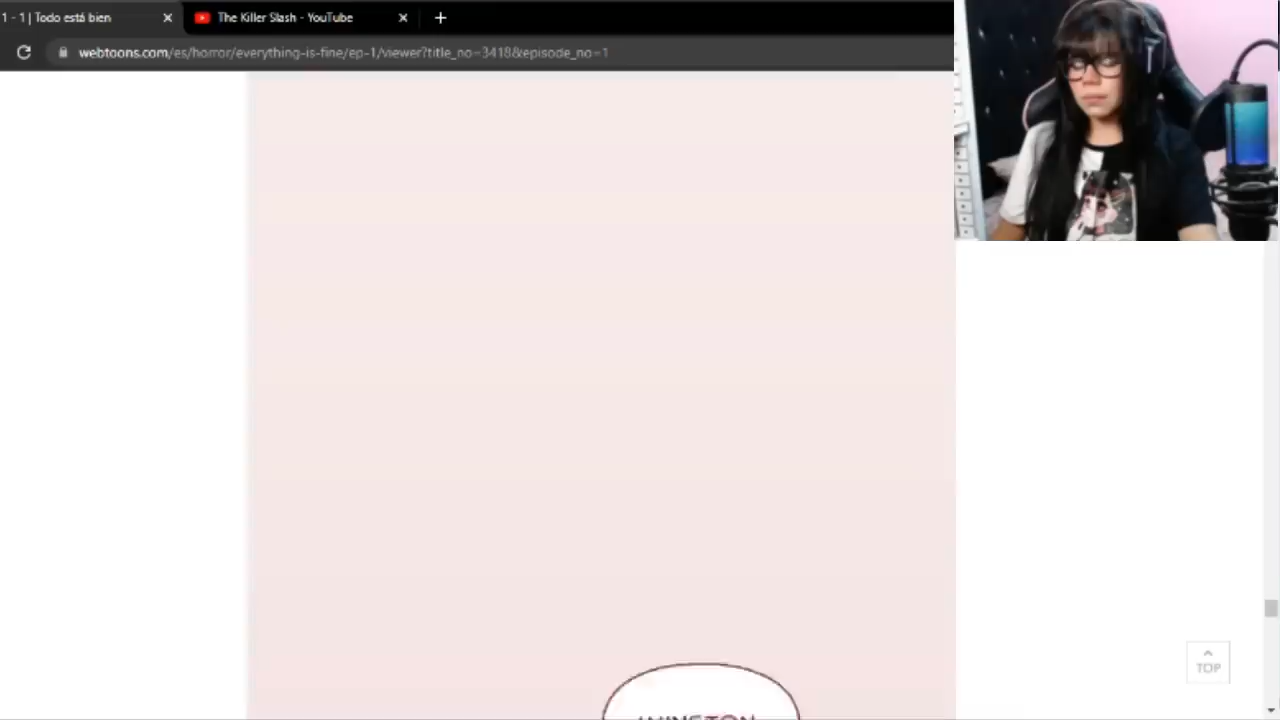 1 - 1 | Todo está bien
The Killer Slash - YouTube
webtoons.com/es/horror/everything-is-fine/ep-1/viewer?title_no=3418&episode_no=1
WINSTON
TOP